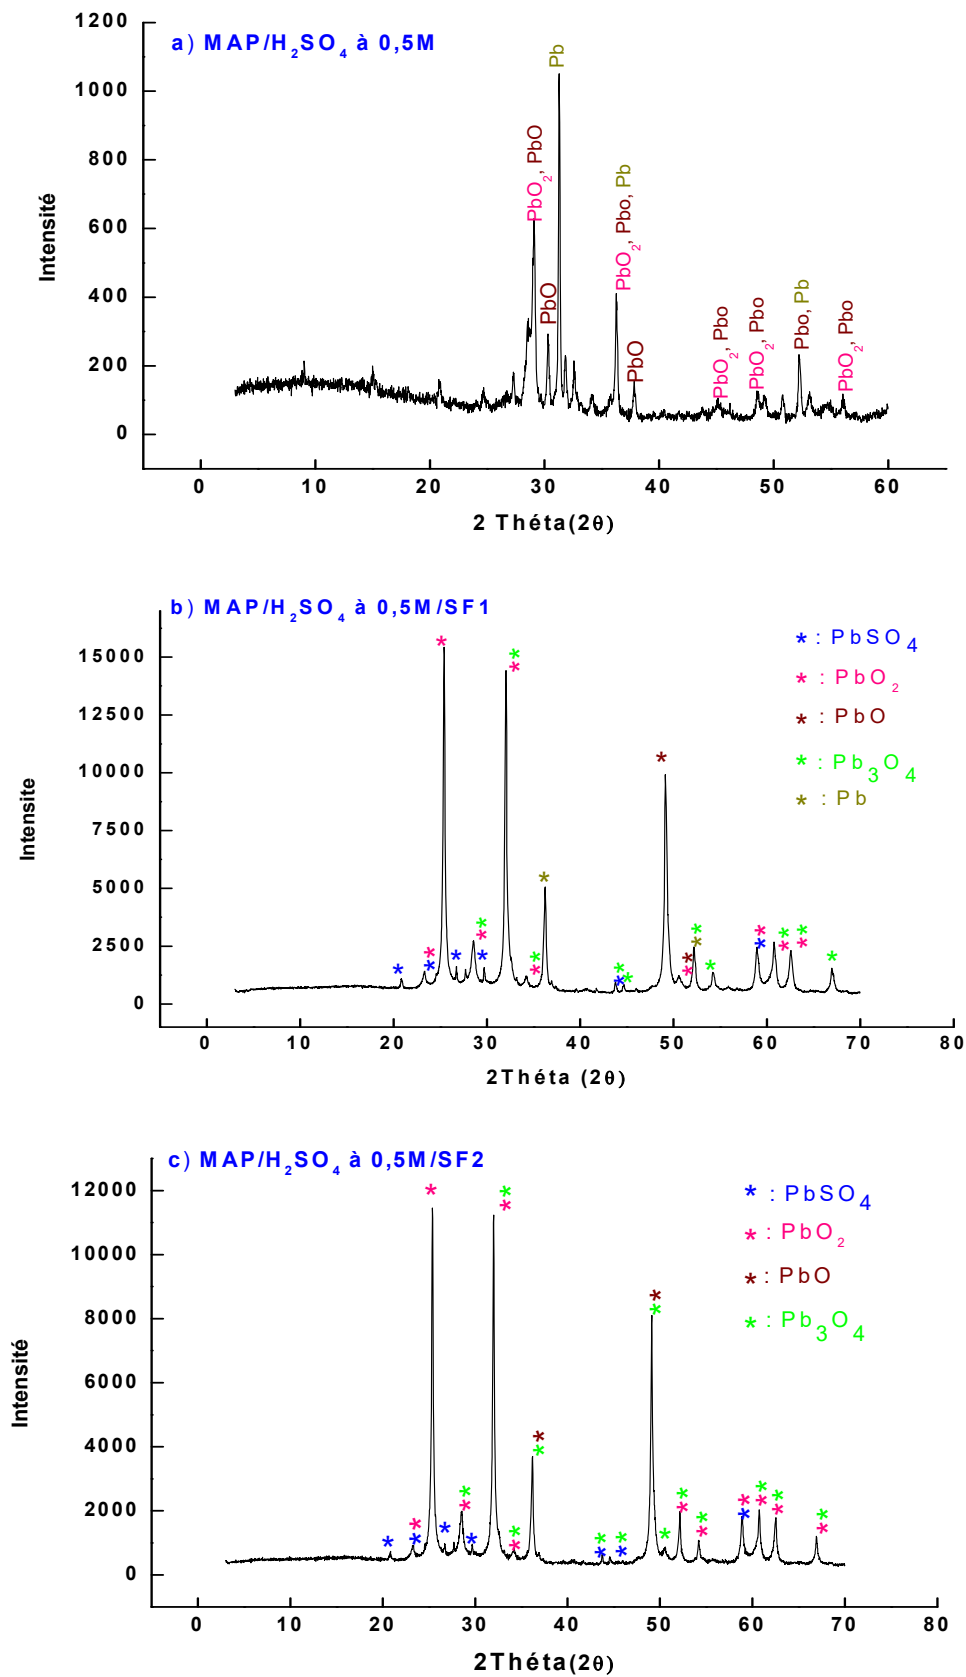 a) MAP/H₂SO₄ à 0,5M
1200
1000
800
600
400
200
0
Intensité
PbO₂, PbO
PbO
Pb
PbO₂, Pbo, Pb
PbO
PbO₂, Pbo
PbO₂, Pbo
Pbo, Pb
PbO₂, Pbo
0 10 20 30 40 50 60
2 Théta(2θ)
b) MAP/H₂SO₄ à 0,5M/SF1
15000
12500
10000
7500
5000
2500
0
Intensite
* : PbSO₄
* : PbO₂
* : PbO
* : Pb₃O₄
* : Pb
0 10 20 30 40 50 60 70 80
2Théta (2θ)
c) MAP/H₂SO₄ à 0,5M/SF2
12000
10000
8000
6000
4000
2000
0
Intensité
* : PbSO₄
* : PbO₂
* : PbO
* : Pb₃O₄
0 10 20 30 40 50 60 70 80
2Théta(2θ)